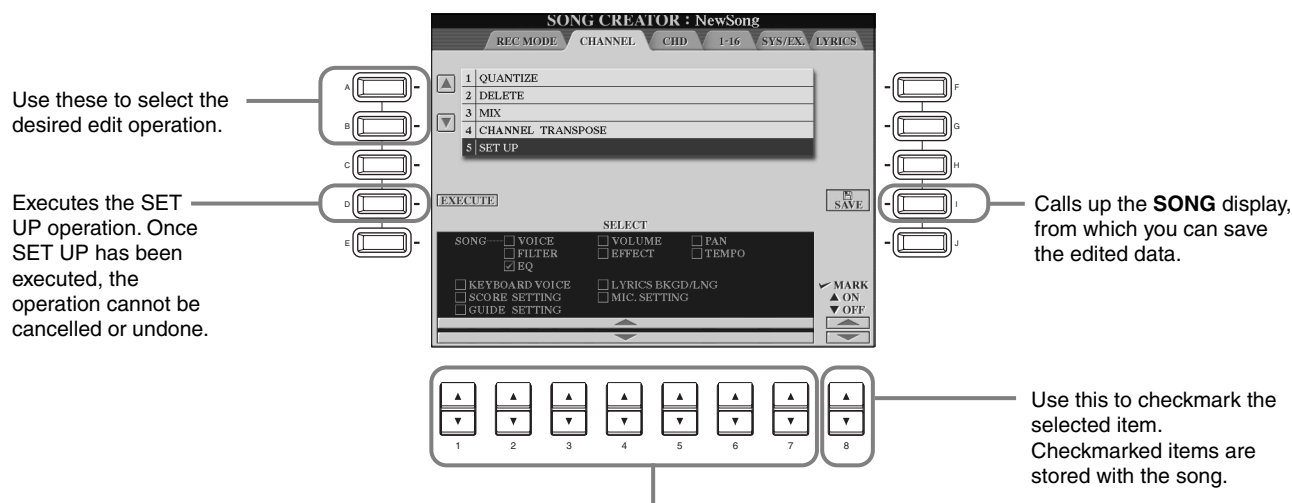 SONG CREATOR : NewSong
REC MODE CHANNEL CHD 1-16 SYS/EX. LYRICS
Use these to select the
desired edit operation.
A
B
C
D
E
1 QUANTIZE
2 DELETE
3 MIX
4 CHANNEL TRANSPOSE
5 SET UP
F
G
H
I
J
Executes the SET
UP operation. Once
SET UP has been
executed, the
operation cannot be
cancelled or undone.
EXECUTE
SAVE
Calls up the SONG display,
from which you can save
the edited data.
SELECT
SONG VOICE VOLUME PAN
FILTER EFFECT TEMPO
EQ
KEYBOARD VOICE LYRICS BKGD/LNG
SCORE SETTING MIC. SETTING
GUIDE SETTING
MARK
▲ ON
▼ OFF
1 2 3 4 5 6 7 8
Use this to checkmark the
selected item.
Checkmarked items are
stored with the song.